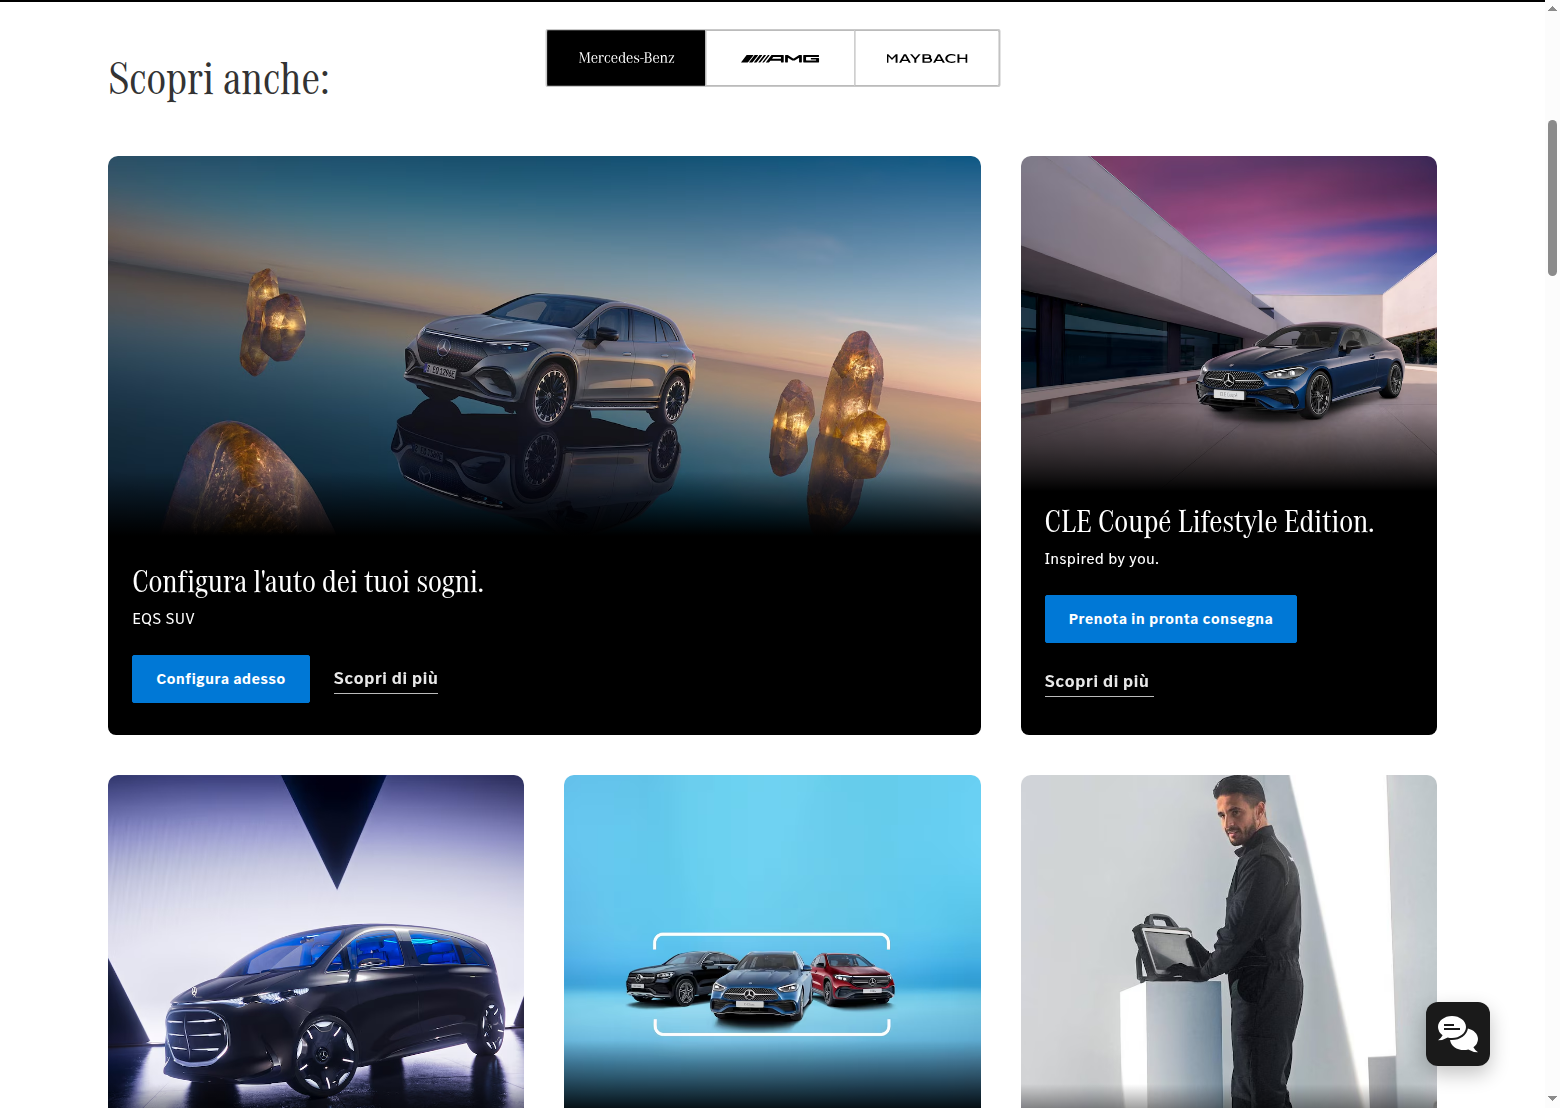 Mercedes-Benz
AMG
MAYBACH
Scopri anche:
Configura l'auto dei tuoi sogni.
EQS SUV
Configura adesso
Scopri di più
CLE Coupé Lifestyle Edition.
Inspired by you.
Prenota in pronta consegna
Scopri di più